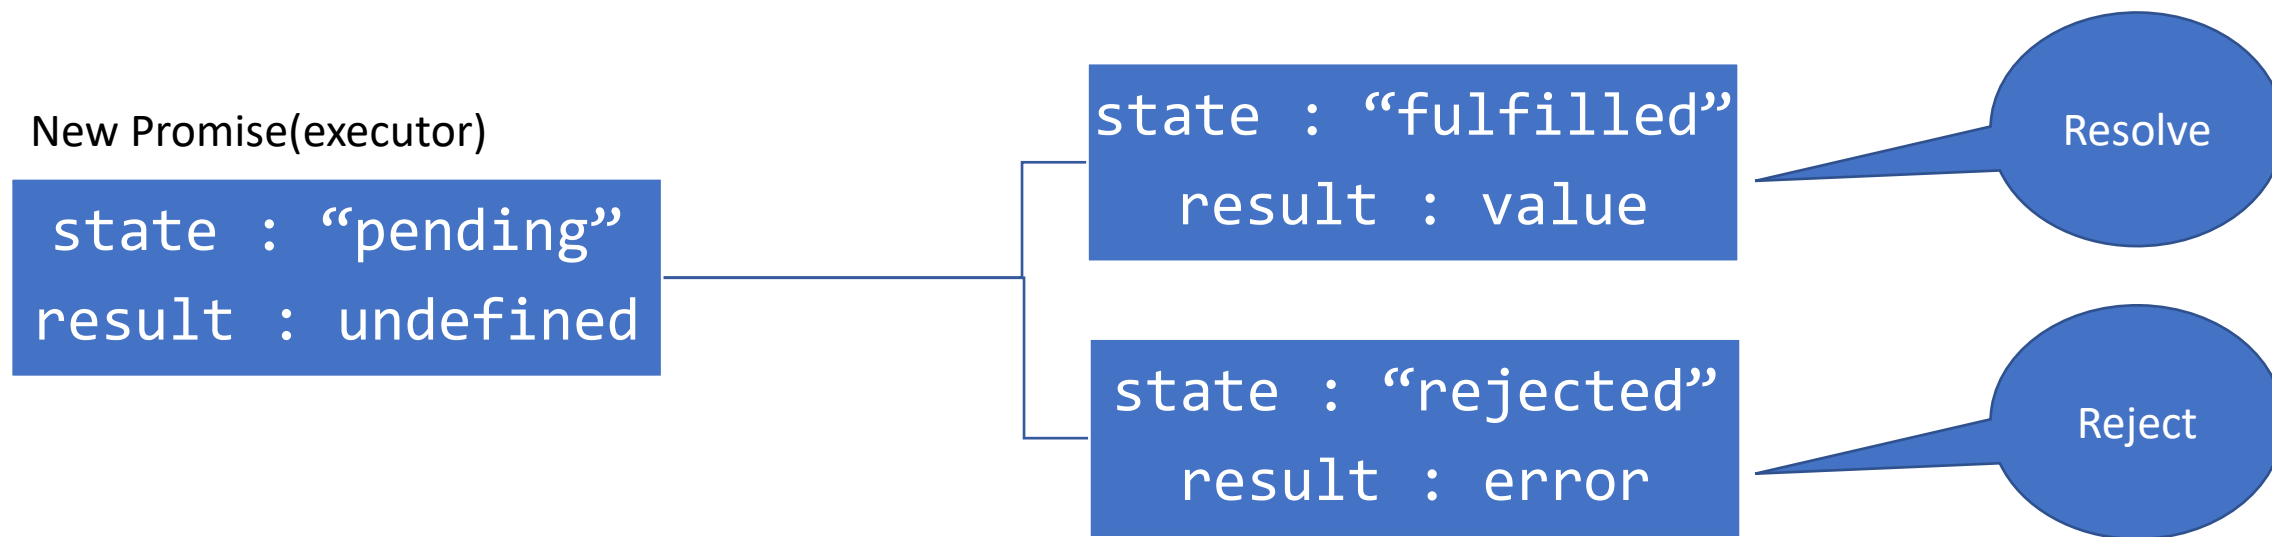 New Promise(executor)
state : “pending”
result : undefined
state : “fulfilled”
result : value
Resolve
state : “rejected”
result : error
Reject